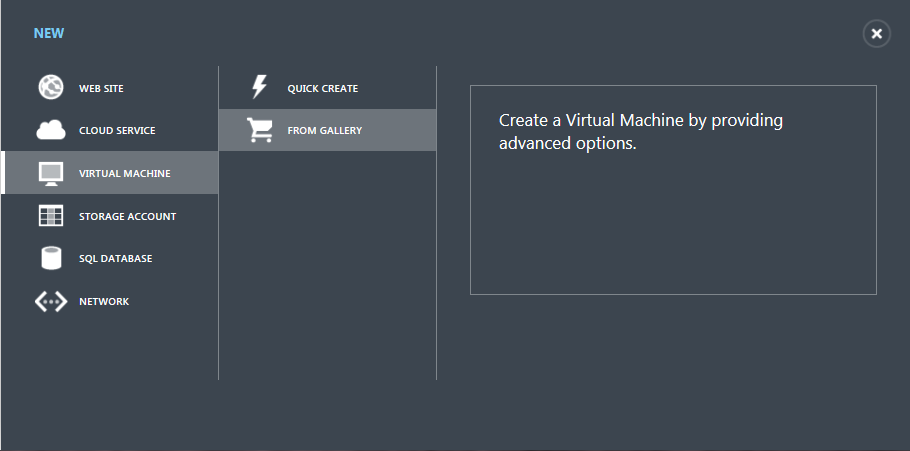 NEW
WEB SITE
CLOUD SERVICE
VIRTUAL MACHINE
STORAGE ACCOUNT
SQL DATABASE
NETWORK
QUICK CREATE
FROM GALLERY
Create a Virtual Machine by providing
advanced options.